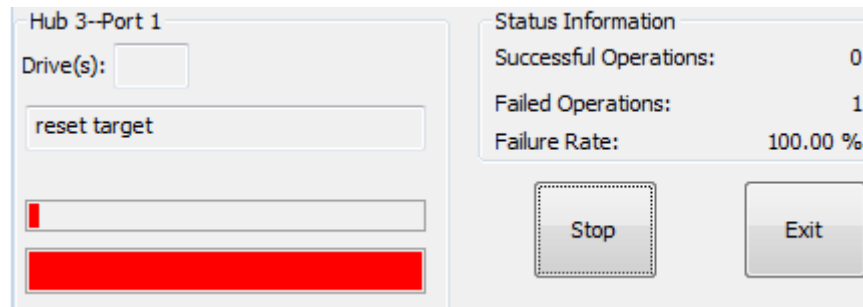 Hub 3--Port 1
Drive(s):
reset target
Status Information
Successful Operations: 0
Failed Operations: 1
Failure Rate: 100.00 %
Stop
Exit